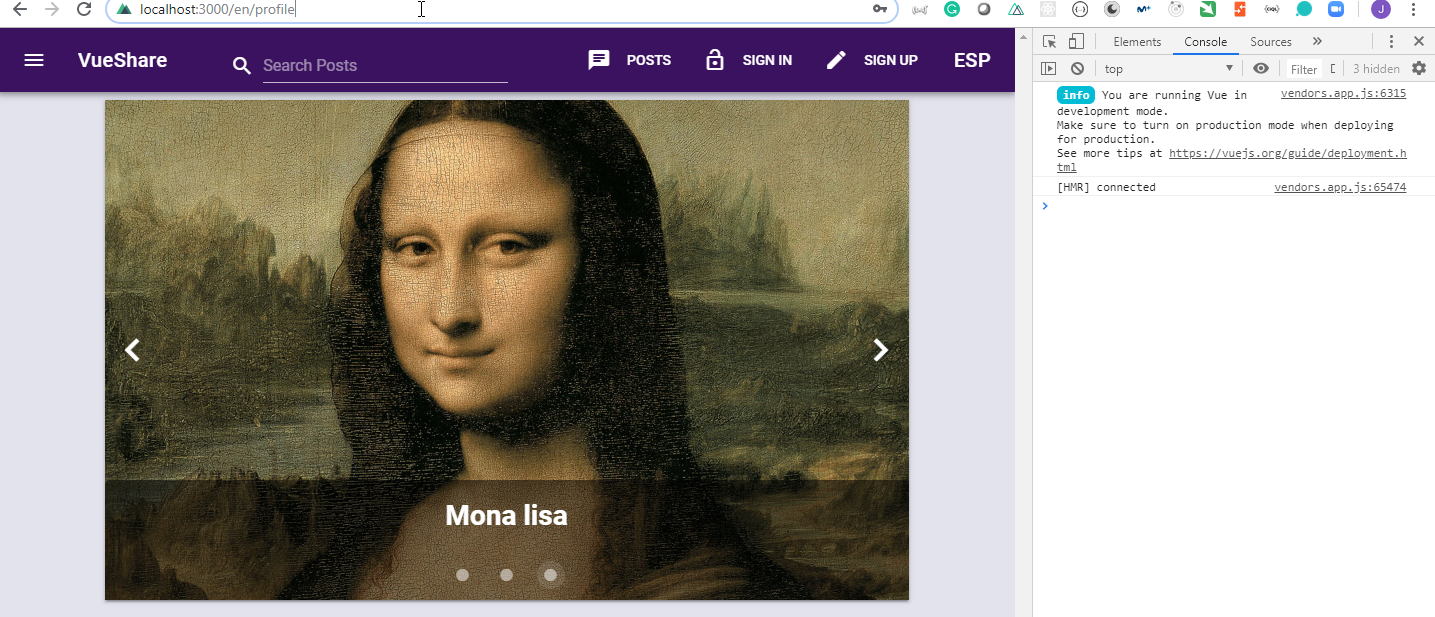 localhost:3000/en/profile
J
VueShare
Search Posts
POSTS
SIGN IN
SIGN UP
ESP
Mona lisa
Elements
Console
Sources
»
top
Filter
3 hidden
info You are running Vue in
vendors.app.js:6315
development mode.
Make sure to turn on production mode when deploying
for production.
See more tips at https://vuejs.org/guide/deployment.h
tml
[HMR] connected
vendors.app.js:65474